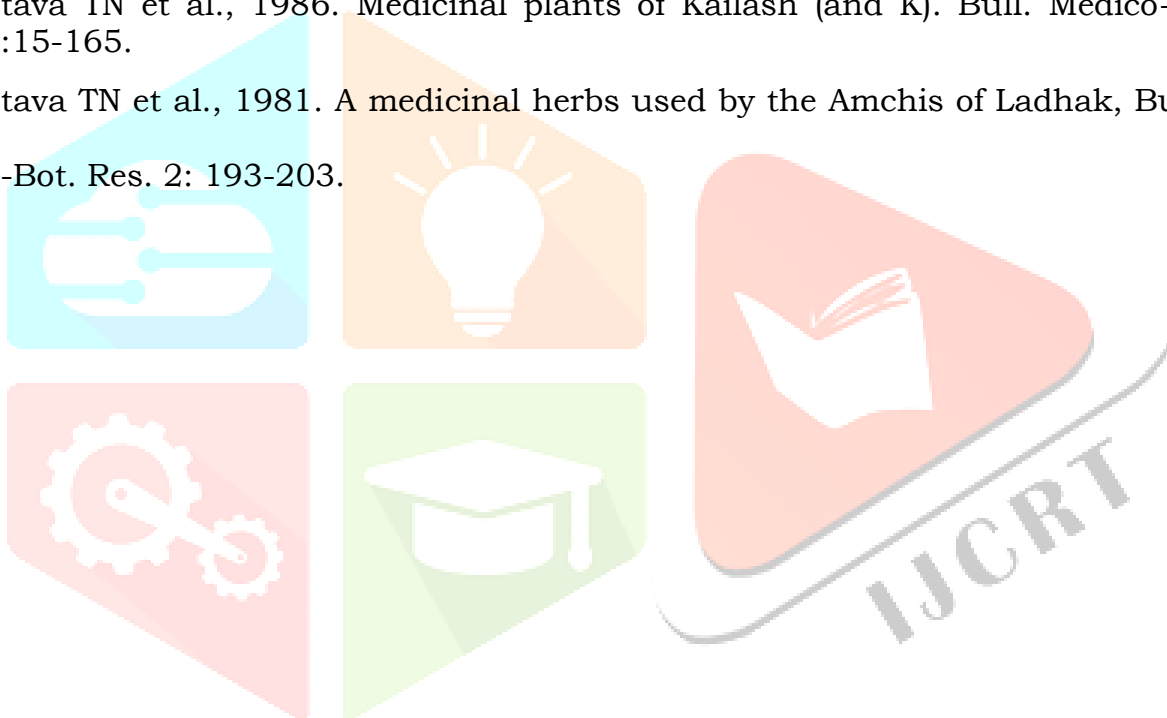 tava TN et al., 1986. Medicinal plants of Kailash (and K). Bull. Medico-
:15-165.
tava TN et al., 1981. A medicinal herbs used by the Amchis of Ladhak, Bu
-Bot. Res. 2: 193-203.
IJCRT